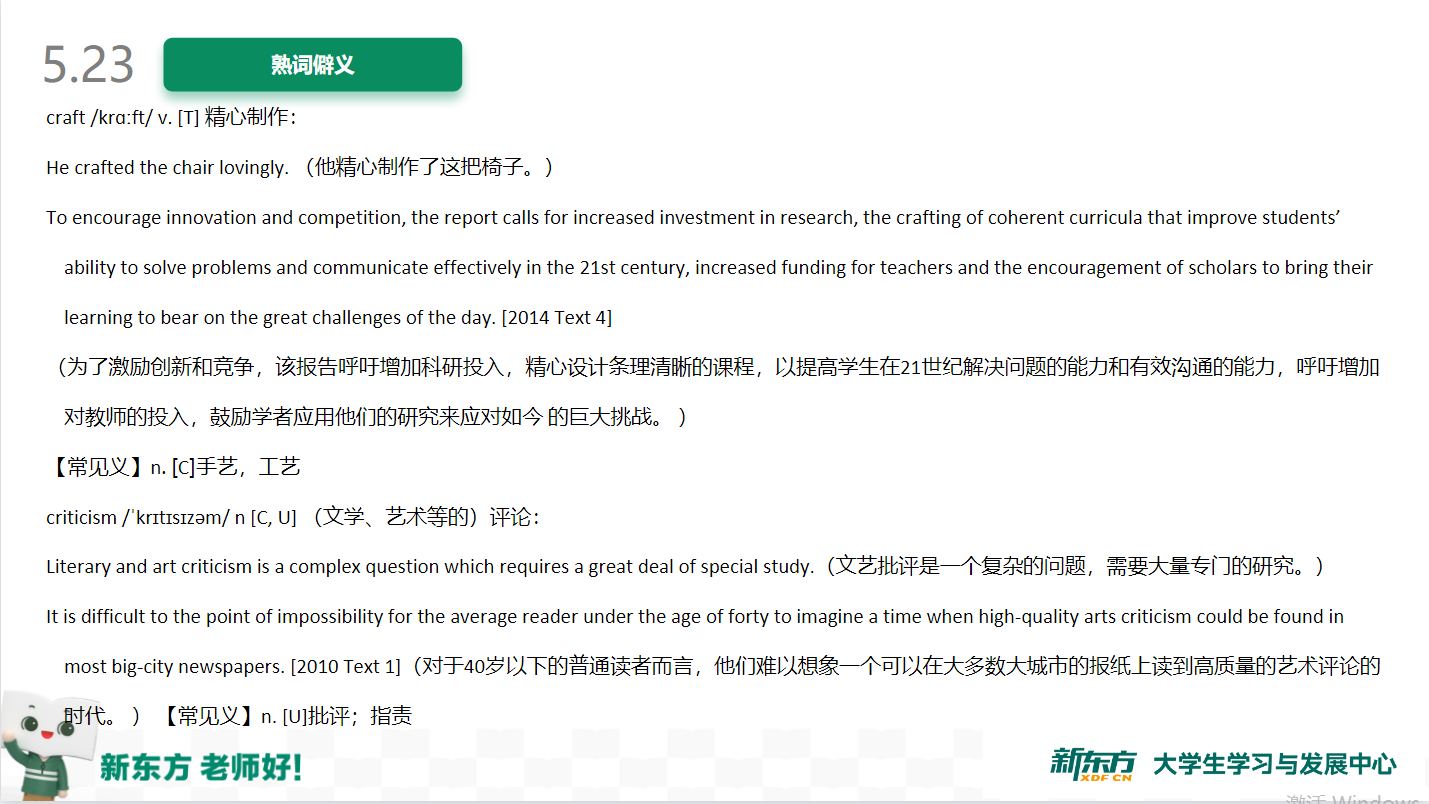 5.23
熟词僻义
craft /krɑːft/ v. [T] 精心制作：
He crafted the chair lovingly. （他精心制作了这把椅子。）
To encourage innovation and competition, the report calls for increased investment in research, the crafting of coherent curricula that improve students’
ability to solve problems and communicate effectively in the 21st century, increased funding for teachers and the encouragement of scholars to bring their
learning to bear on the great challenges of the day. [2014 Text 4]
（为了激励创新和竞争，该报告呼吁增加科研投入，精心设计条理清晰的课程，以提高学生在21世纪解决问题的能力和有效沟通的能力，呼吁增加
对教师的投入，鼓励学者应用他们的研究来应对如今 的巨大挑战。 ）
【常见义】n. [C]手艺，工艺
criticism /ˈkrɪtɪsɪzəm/ n [C, U] （文学、艺术等的）评论：
Literary and art criticism is a complex question which requires a great deal of special study.（文艺批评是一个复杂的问题，需要大量专门的研究。）
It is difficult to the point of impossibility for the average reader under the age of forty to imagine a time when high-quality arts criticism could be found in
most big-city newspapers. [2010 Text 1]（对于40岁以下的普通读者而言，他们难以想象一个可以在大多数大城市的报纸上读到高质量的艺术评论的
时代。 ） 【常见义】n. [U]批评；指责
新东方 老师好!
新东方 XDF.CN 大学生学习与发展中心
激活 Windows